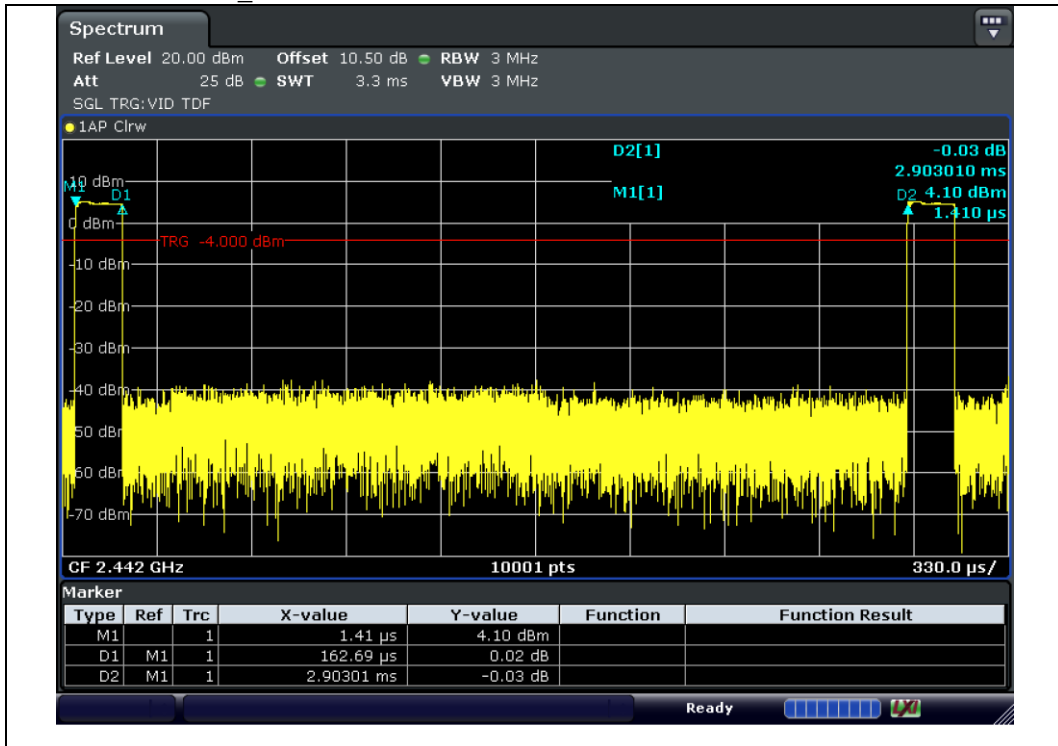 Spectrum
Ref Level 20.00 dBm Offset 10.50 dB RBW 3 MHz
Att 25 dB SWT 3.3 ms VBW 3 MHz
SGL TRG:VID TDF
1AP Clrw
D2[1] -0.03 dB
2.903010 ms
10 dBm
M1[1] 4.10 dBm
1.410 µs
M1
D1
D2
0 dBm
TRG -4.000 dBm
-10 dBm
-20 dBm
-30 dBm
-40 dBm
-50 dBm
-60 dBm
-70 dBm
CF 2.442 GHz 10001 pts 330.0 µs/
Marker
Type Ref Trc X-value Y-value Function Function Result
M1 1 1.41 µs 4.10 dBm
D1 M1 1 162.69 µs 0.02 dB
D2 M1 1 2.90301 ms -0.03 dB
Ready LXI